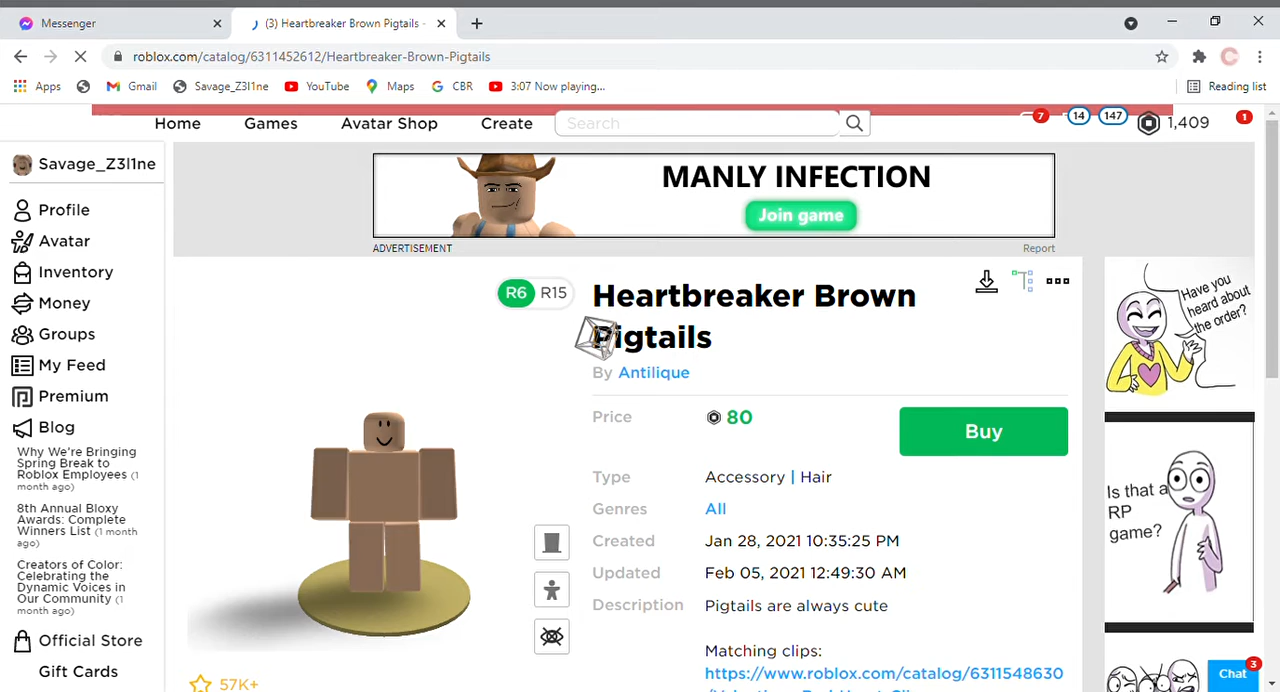 Messenger
(3) Heartbreaker Brown Pigtails -
roblox.com/catalog/6311452612/Heartbreaker-Brown-Pigtails
C
Apps
Gmail
Savage_Z3l1ne
YouTube
Maps
CBR
3:07 Now playing...
Reading list
Home
Games
Avatar Shop
Create
Search
7
14
147
1,409
1
Savage_Z3l1ne
Profile
Avatar
Inventory
Money
Groups
My Feed
Premium
Blog
Why We're Bringing
Spring Break to
Roblox Employees (1
month ago)
8th Annual Bloxy
Awards: Complete
Winners List (1 month
ago)
Creators of Color:
Celebrating the
Dynamic Voices in
Our Community (1
month ago)
Official Store
Gift Cards
MANLY INFECTION
Join game
ADVERTISEMENT
Report
R6 R15
Heartbreaker Brown
Pigtails
By Antilique
Price 80
Buy
Type Accessory | Hair
Genres All
Created Jan 28, 2021 10:35:25 PM
Updated Feb 05, 2021 12:49:30 AM
Description Pigtails are always cute
Matching clips:
https://www.roblox.com/catalog/6311548630
57K+
Have you
heard about
the order?
Is that a
RP
game?
Chat
3